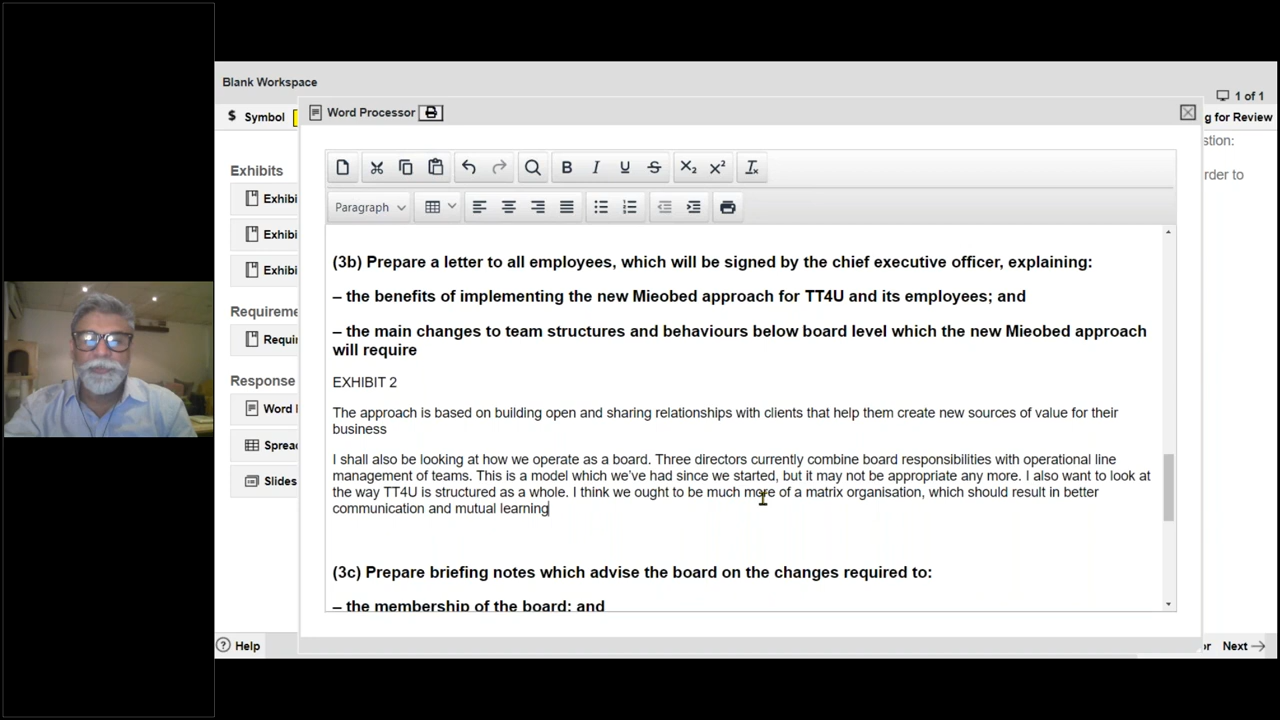 Blank Workspace
1 of 1
$ Symbol
Word Processor
g for Review
stion:
rder to
Exhibits
Exhibi
Exhibi
Exhibi
Requireme
Requir
Response
Word
Sprea
Slides
Paragraph
B I U S X₂ X² Ix
(3b) Prepare a letter to all employees, which will be signed by the chief executive officer, explaining:
– the benefits of implementing the new Mieobed approach for TT4U and its employees; and
– the main changes to team structures and behaviours below board level which the new Mieobed approach
will require
EXHIBIT 2
The approach is based on building open and sharing relationships with clients that help them create new sources of value for their
business
I shall also be looking at how we operate as a board. Three directors currently combine board responsibilities with operational line
management of teams. This is a model which we've had since we started, but it may not be appropriate any more. I also want to look at
the way TT4U is structured as a whole. I think we ought to be much more of a matrix organisation, which should result in better
communication and mutual learning
(3c) Prepare briefing notes which advise the board on the changes required to:
– the membership of the board; and
Help
or
Next